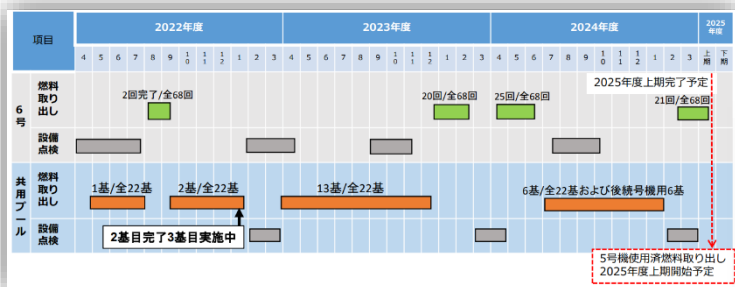 項目
2022年度
2023年度
2024年度
2025
年度
4 5 6 7 8 9 10 11 12 1 2 3 4 5 6 7 8 9 10 11 12 1 2 3 4 5 6 7 8 9 10 11 12 1 2 3 上期 下期
2025年度上期完了予定
6号
燃料
取り
出し
2回完了/全68回
20回/全68回
25回/全68回
21回/全68回
設備
点検
共用プール
燃料
取り
出し
1基/全22基
2基/全22基
13基/全22基
6基/全22基および後続号機用6基
2基目完了3基目実施中
設備
点検
5号機使用済燃料取り出し
2025年度上期開始予定